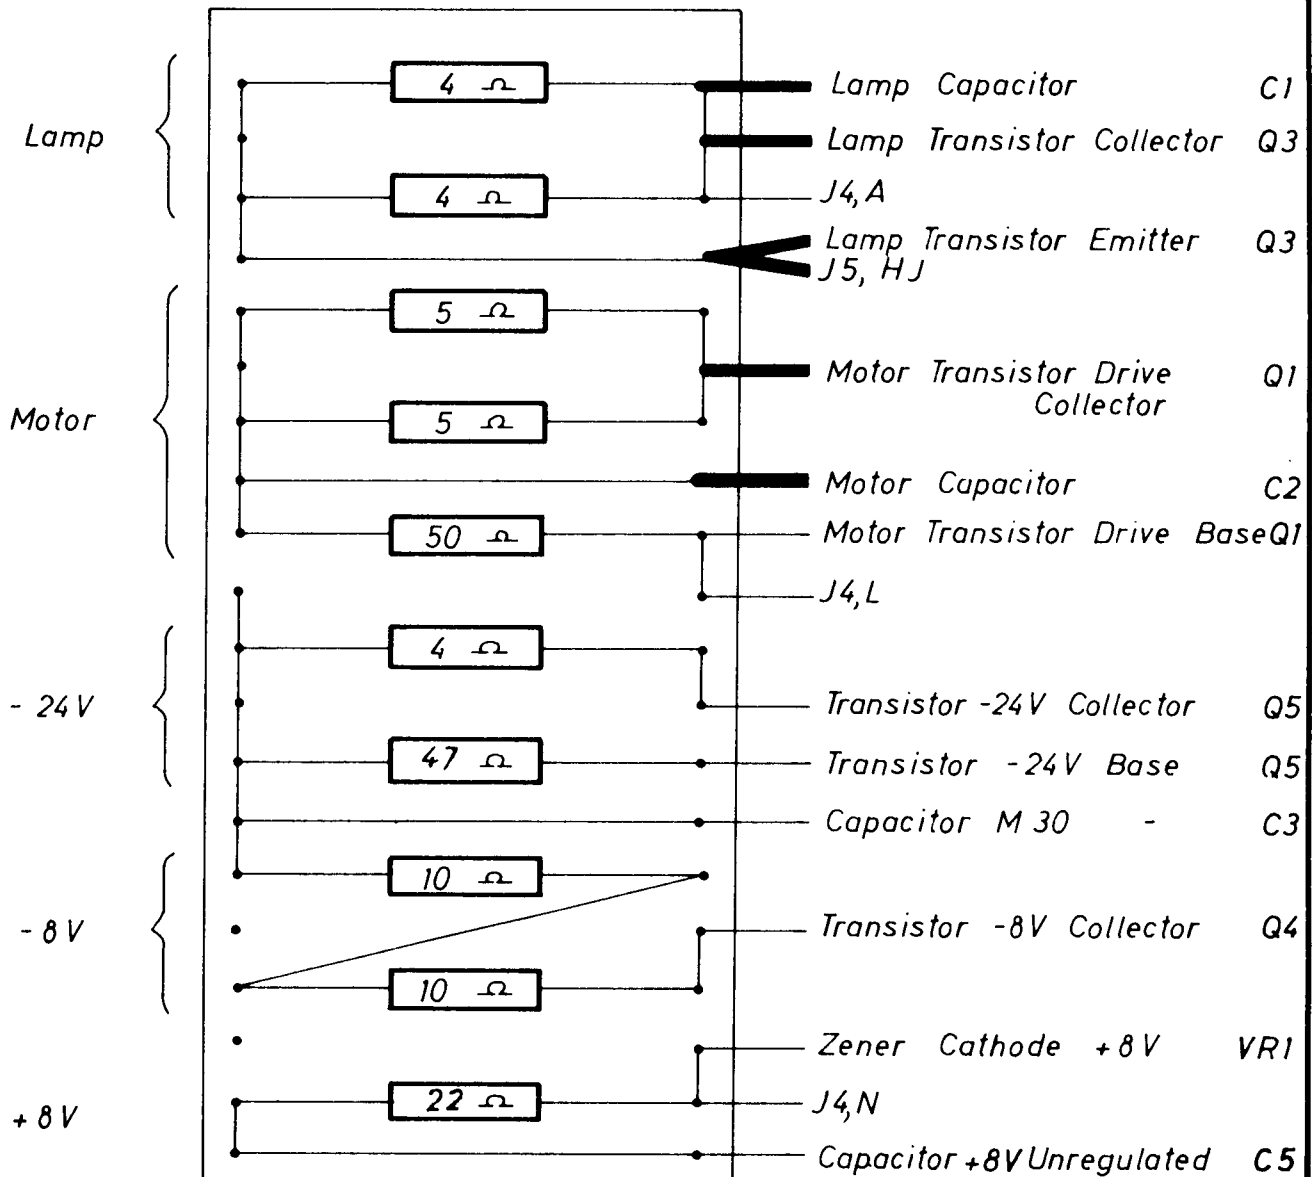 4 Ω Lamp Capacitor C1
Lamp Lamp Transistor Collector Q3
4 Ω J4,A
Lamp Transistor Emitter Q3
J5, HJ
5 Ω
Motor Transistor Drive Q1
Collector
Motor 5 Ω
Motor Capacitor C2
50 Ω Motor Transistor Drive Base Q1
J4,L
4 Ω
- 24V Transistor -24V Collector Q5
47 Ω Transistor -24V Base Q5
Capacitor M 30 - C3
10 Ω
- 8V Transistor -8V Collector Q4
10 Ω
Zener Cathode +8V VR1
+ 8V 22 Ω J4,N
Capacitor +8V Unregulated C5